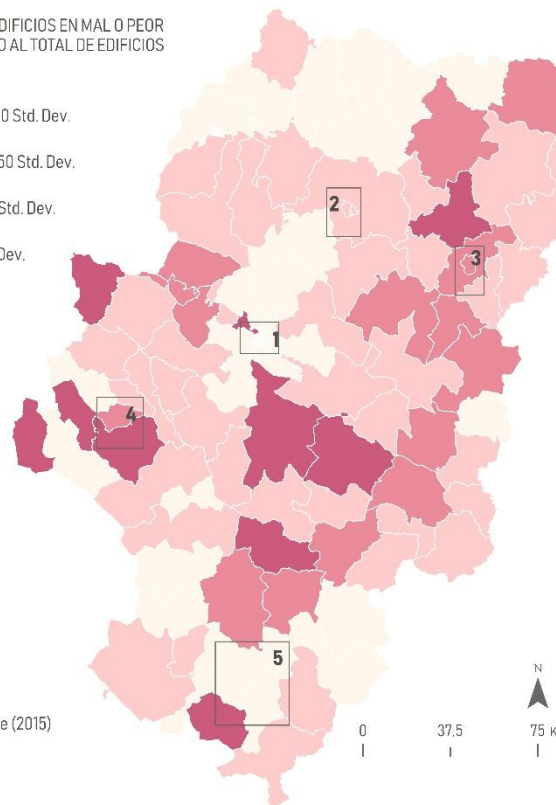 DIFICIOS EN MAL O PEOR
O AL TOTAL DE EDIFICIOS
0 Std. Dev.
50 Std. Dev.
Std. Dev.
Dev.
2
3
1
4
5
N
e (2015)
0 37,5 75 K